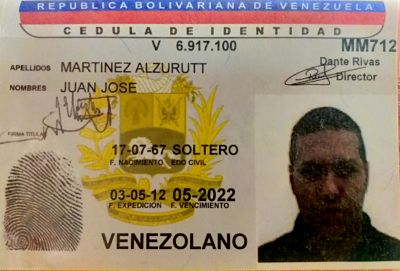 REPUBLICA BOLIVARIANA DE VENEZUELA
CEDULA DE IDENTIDAD
V 6.917.100 MM712
APELLIDOS MARTINEZ ALZURUTT Dante Rivas
Director
NOMBRES JUAN JOSE
FIRMA TITULAR
17-07-67 SOLTERO
F. NACIMIENTO EDO CIVIL
03-05-12 05-2022
F. EXPEDICION F. VENCIMIENTO
VENEZOLANO